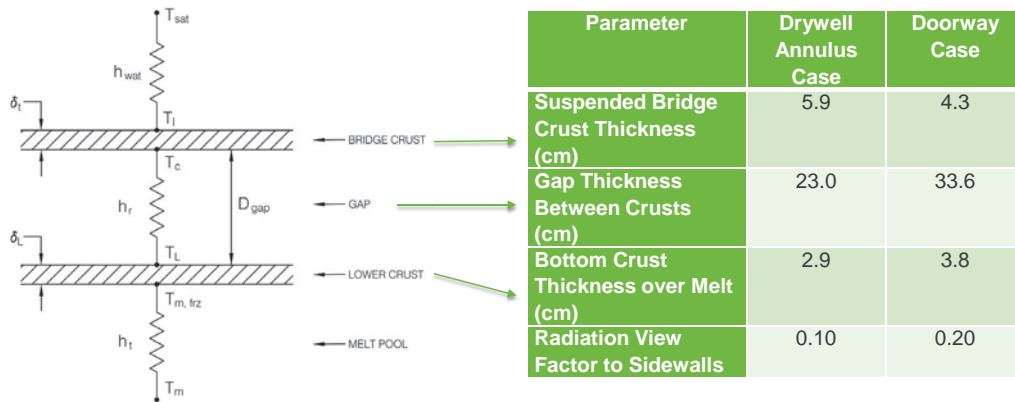 T_sat
h_wat
δ_t
T_I
BRIDGE CRUST
T_c
h_r
D_gap
GAP
δ_L
T_L
LOWER CRUST
T_m, frz
h_t
MELT POOL
T_m
Parameter
Drywell
Annulus
Case
Doorway
Case
Suspended Bridge
Crust Thickness
(cm)
5.9
4.3
Gap Thickness
Between Crusts
(cm)
23.0
33.6
Bottom Crust
Thickness over Melt
(cm)
2.9
3.8
Radiation View
Factor to Sidewalls
0.10
0.20